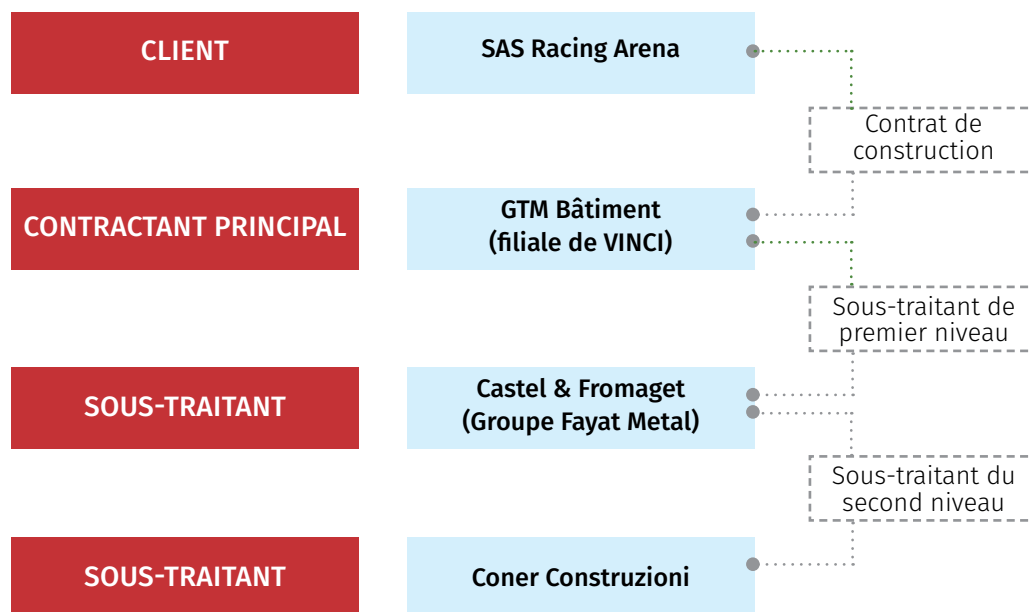 CLIENT
SAS Racing Arena
Contrat de
construction
CONTRACTANT PRINCIPAL
GTM Bâtiment
(filiale de VINCI)
Sous-traitant de
premier niveau
SOUS-TRAITANT
Castel & Fromaget
(Groupe Fayat Metal)
Sous-traitant du
second niveau
SOUS-TRAITANT
Coner Construzioni